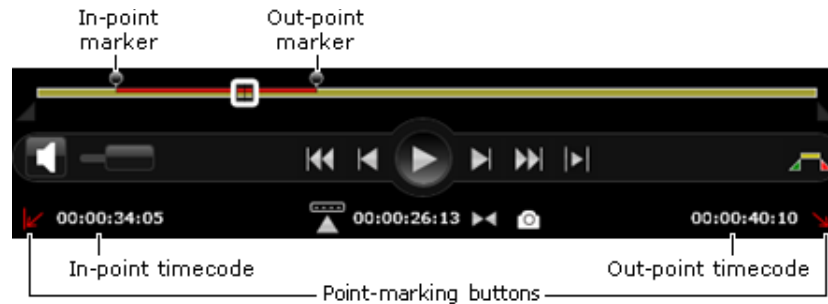 In-point
marker
Out-point
marker
00:00:34:05
00:00:26:13
00:00:40:10
In-point timecode
Out-point timecode
Point-marking buttons